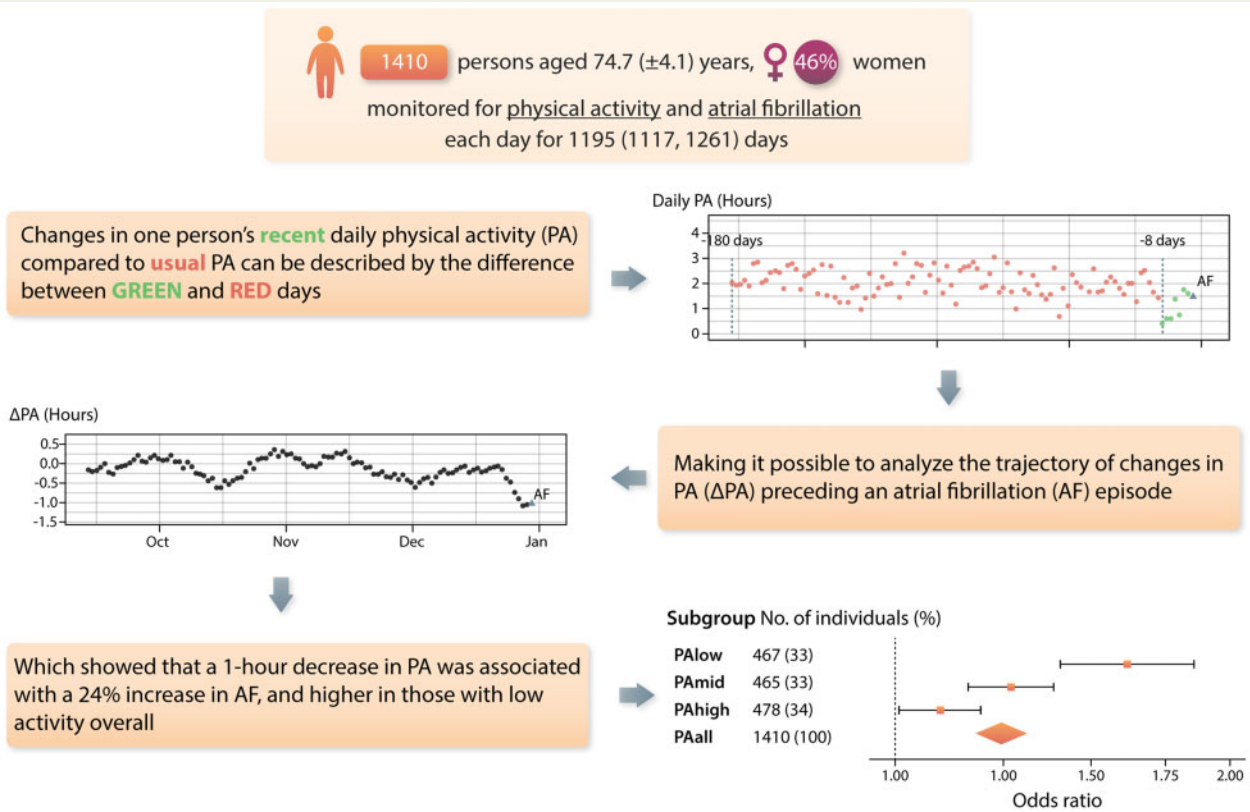 1410 persons aged 74.7 (±4.1) years, 46% women
monitored for physical activity and atrial fibrillation
each day for 1195 (1117, 1261) days
Changes in one person's recent daily physical activity (PA)
compared to usual PA can be described by the difference
between GREEN and RED days
Daily PA (Hours)
4
-180 days
-8 days
3
2
AF
1
0
ΔPA (Hours)
0.5
0.0
-0.5
-1.0
AF
-1.5
Oct Nov Dec Jan
Making it possible to analyze the trajectory of changes in
PA (ΔPA) preceding an atrial fibrillation (AF) episode
Which showed that a 1-hour decrease in PA was associated
with a 24% increase in AF, and higher in those with low
activity overall
Subgroup No. of individuals (%)
PAlow 467 (33)
PAmid 465 (33)
PAhigh 478 (34)
PAall 1410 (100)
1.00 1.00 1.50 1.75 2.00
Odds ratio